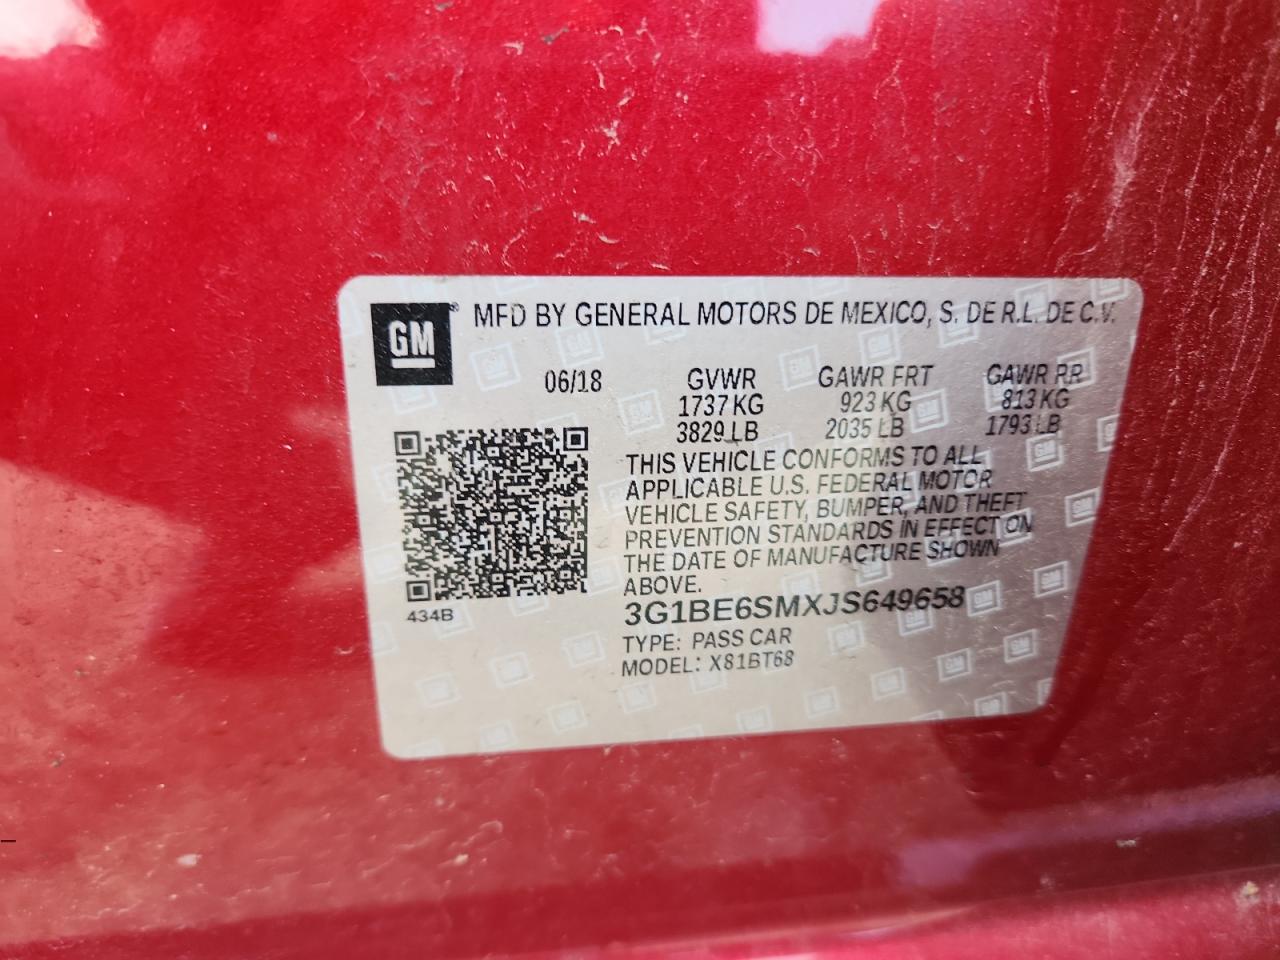 GM® MFD BY GENERAL MOTORS DE MEXICO, S. DE R.L. DE C.V.
06/18 GVWR GAWR FRT GAWR RR
1737 KG 923 KG 813 KG
3829 LB 2035 LB 1793 LB
THIS VEHICLE CONFORMS TO ALL
APPLICABLE U.S. FEDERAL MOTOR
VEHICLE SAFETY, BUMPER, AND THEFT
PREVENTION STANDARDS IN EFFECT ON
THE DATE OF MANUFACTURE SHOWN
ABOVE.
434B
3G1BE6SMXJS649658
TYPE: PASS CAR
MODEL: X81BT68